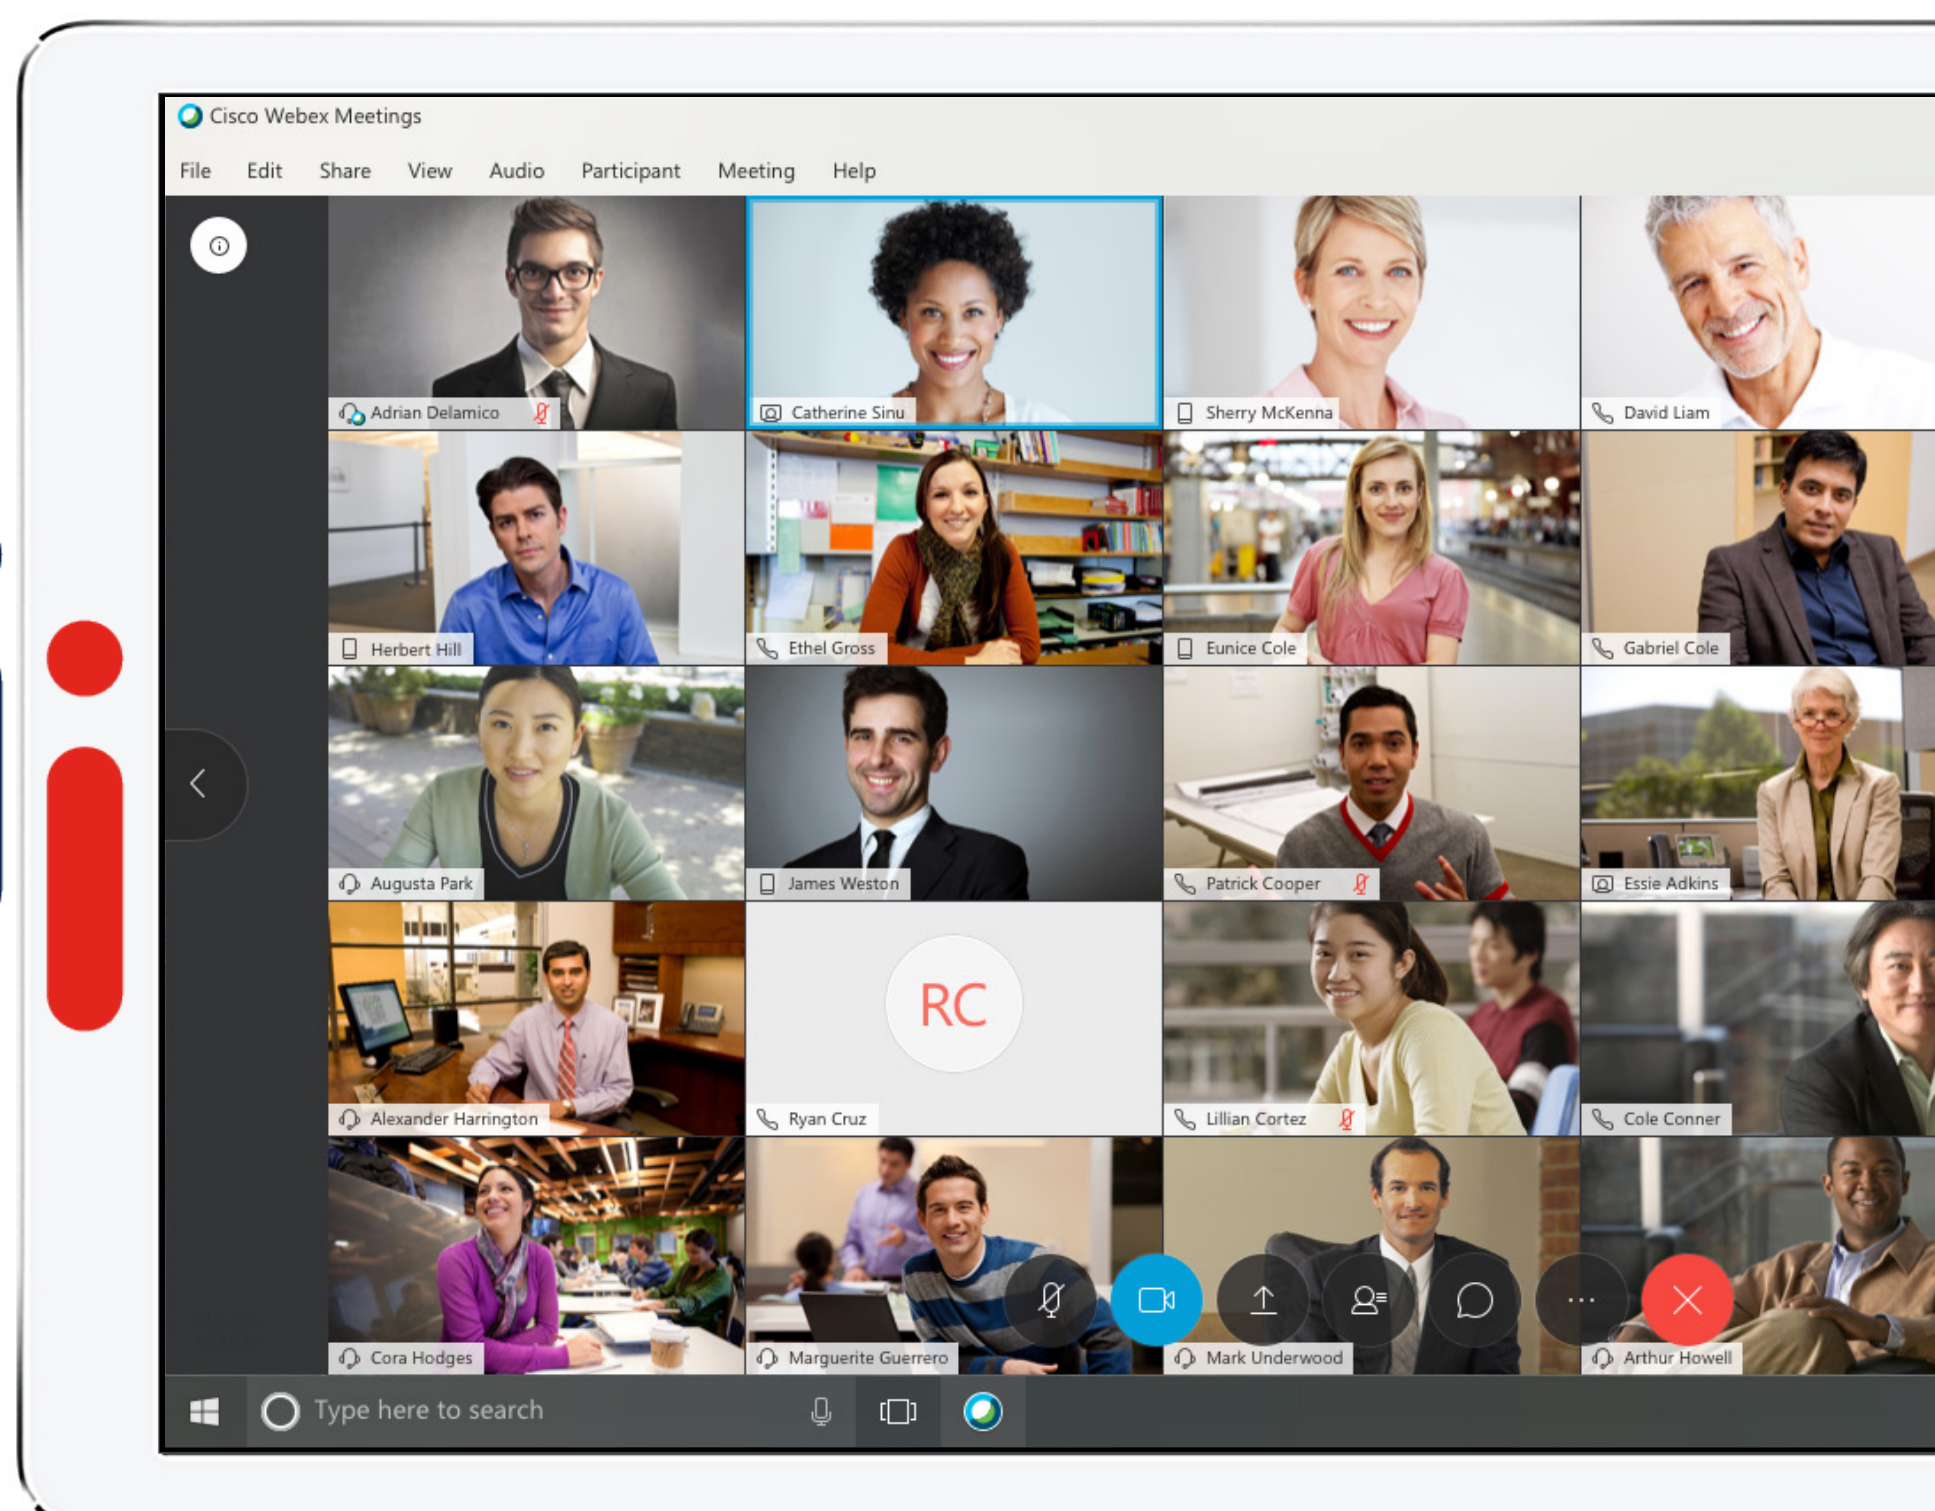 Cisco Webex Meetings
File Edit Share View Audio Participant Meeting Help
Adrian Delamico
Catherine Sinu
Sherry McKenna
David Liam
Herbert Hill
Ethel Gross
Eunice Cole
Gabriel Cole
Augusta Park
James Weston
Patrick Cooper
Essie Adkins
Alexander Harrington
RC
Ryan Cruz
Lillian Cortez
Cole Conner
Cora Hodges
Marguerite Guerrero
Mark Underwood
Arthur Howell
Type here to search